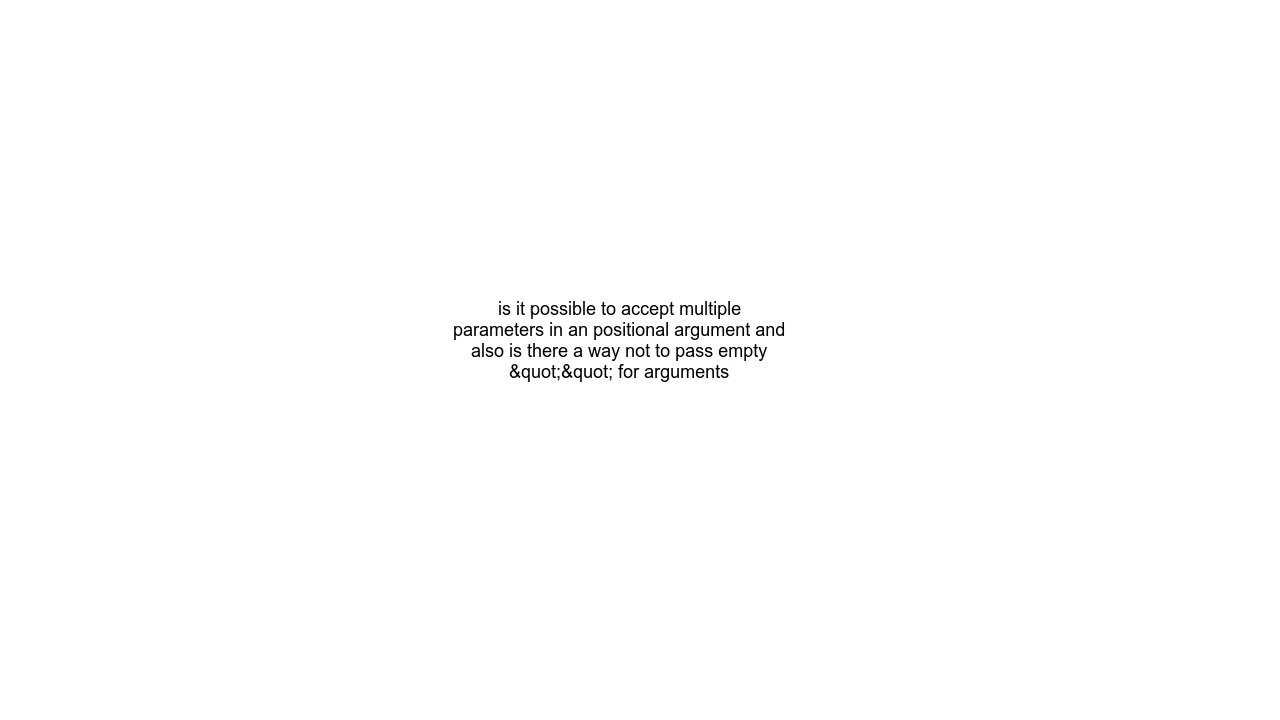 is it possible to accept multiple
parameters in an positional argument and
also is there a way not to pass empty
&quot;&quot; for arguments